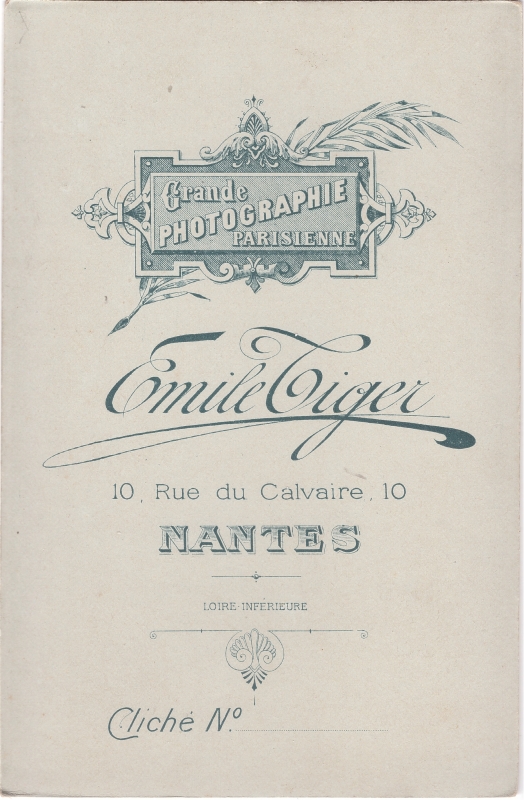 Grande
PHOTOGRAPHIE
PARISIENNE
Emile Tiger
10, Rue du Calvaire, 10
NANTES
LOIRE-INFÉRIEURE
Cliché Nº